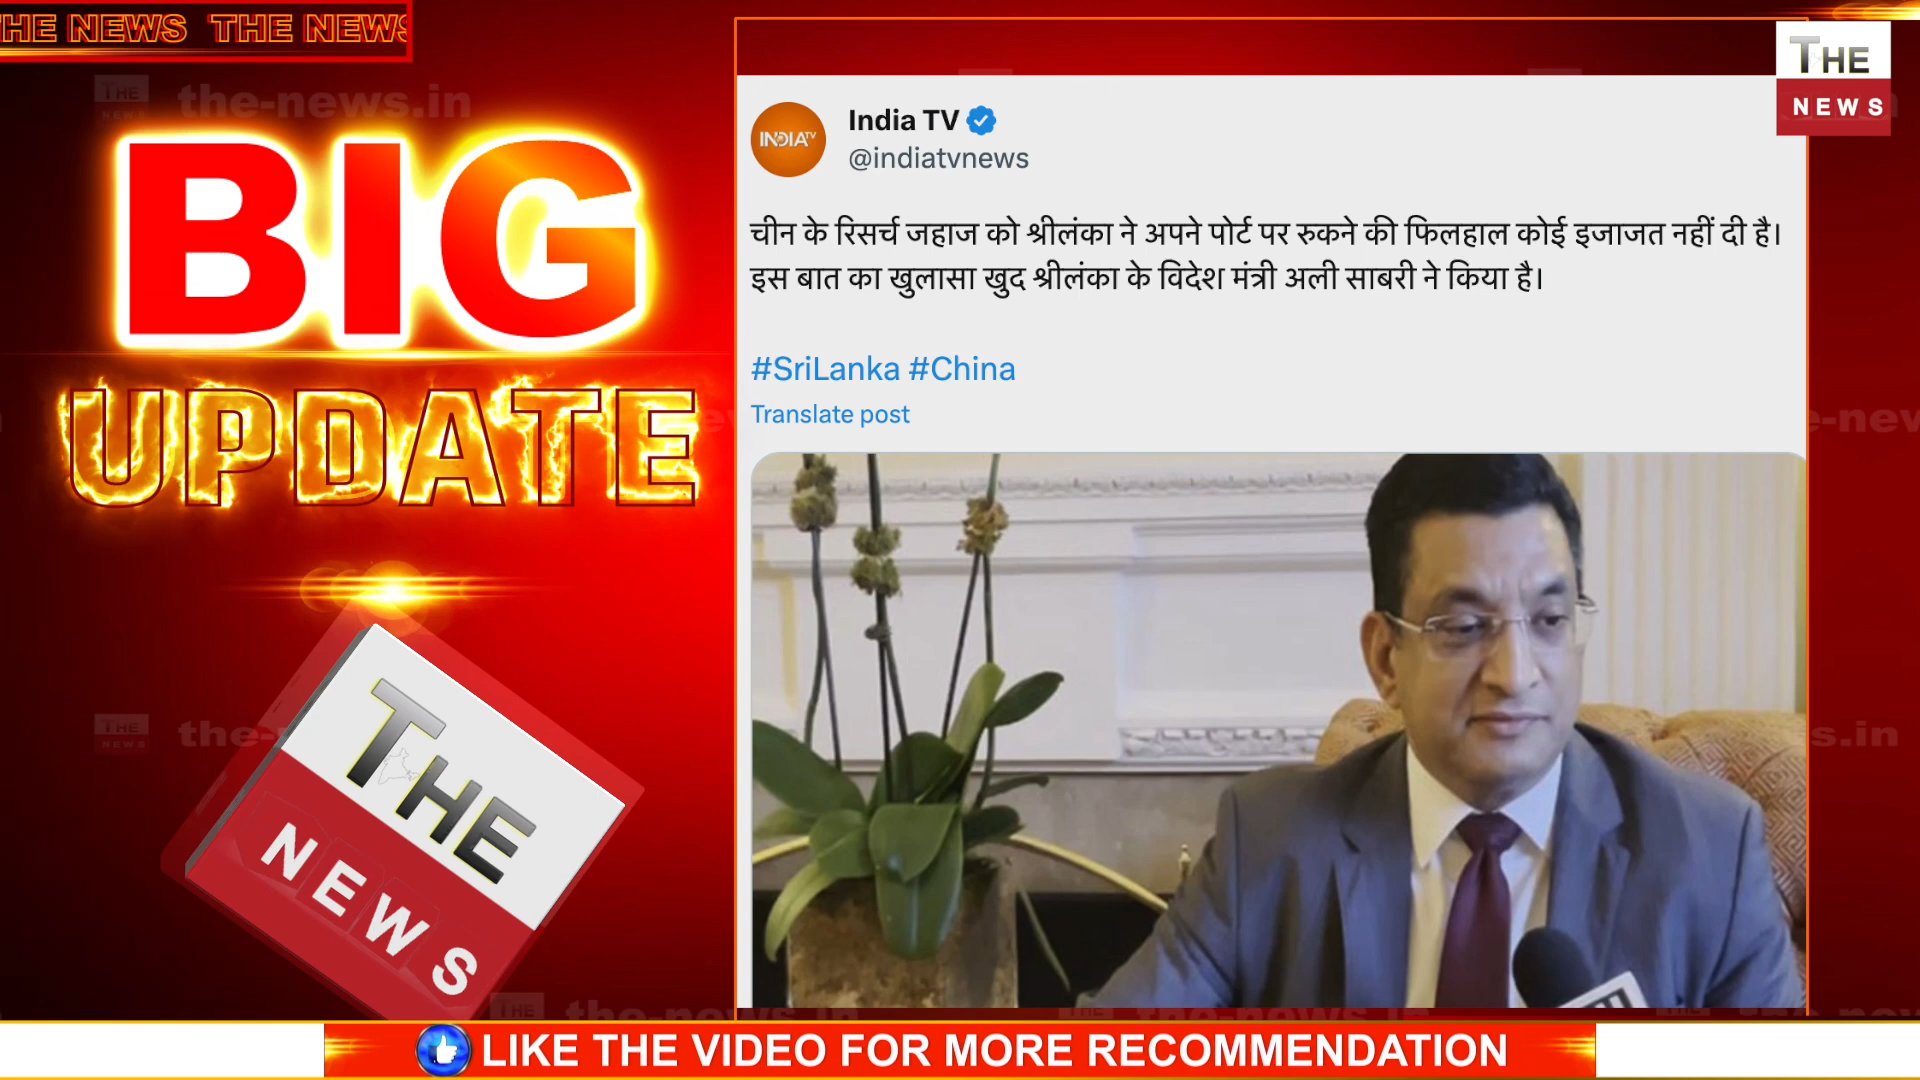 THE NEWS THE NEWS
the-news.in
BIG
UPDATE
THE
NEWS
THE
NEWS
India TV
@indiatvnews
INDIA TV
चीन के रिसर्च जहाज को श्रीलंका ने अपने पोर्ट पर रुकने की फिलहाल कोई इजाजत नहीं दी है।
इस बात का खुलासा खुद श्रीलंका के विदेश मंत्री अली साबरी ने किया है।
#SriLanka #China
Translate post
LIKE THE VIDEO FOR MORE RECOMMENDATION